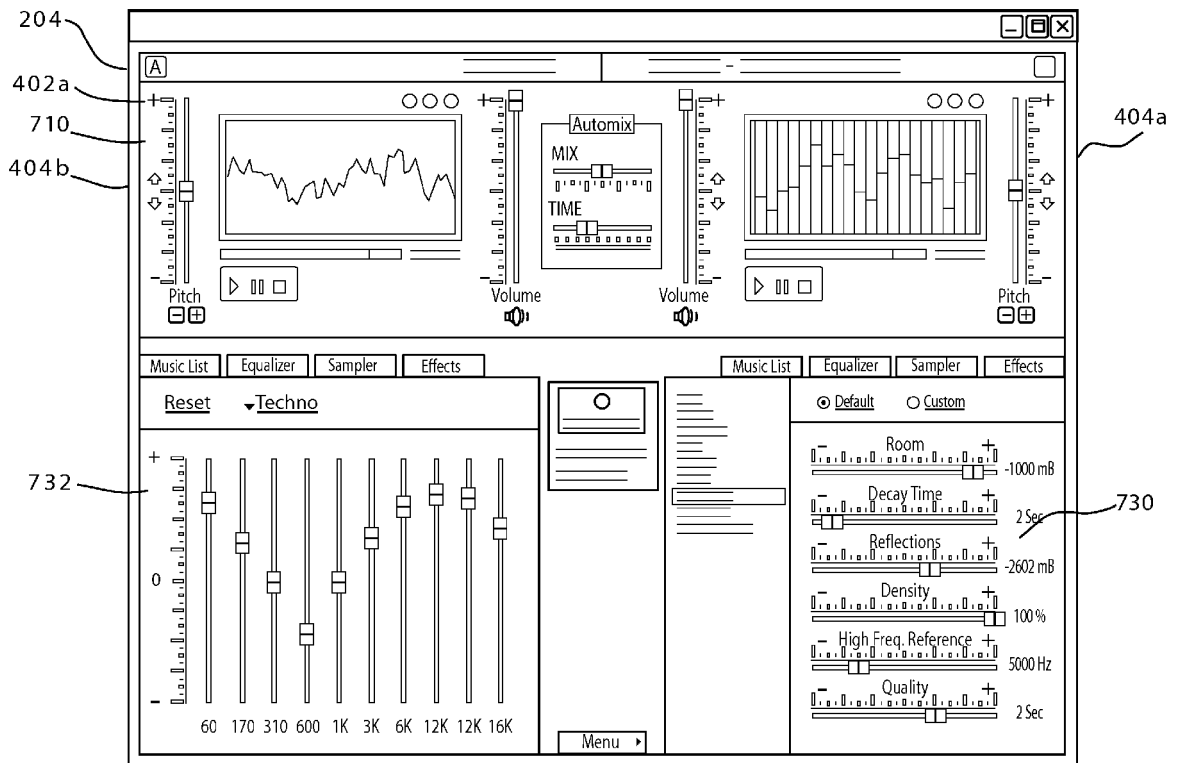 204
A
402a
710
404b
404a
+
+
+
+
Automix
MIX
TIME
-
-
-
-
Pitch
Volume
Volume
Pitch
- +
- +
Music List Equalizer Sampler Effects
Music List Equalizer Sampler Effects
Reset Techno
Default Custom
732
730
+
0
-
60 170 310 600 1K 3K 6K 12K 12K 16K
Menu
- Room + -1000 mB
- Decay Time + 2 Sec
- Reflections + -2602 mB
- Density + 100 %
- High Freq. Reference + 5000 Hz
- Quality + 2 Sec